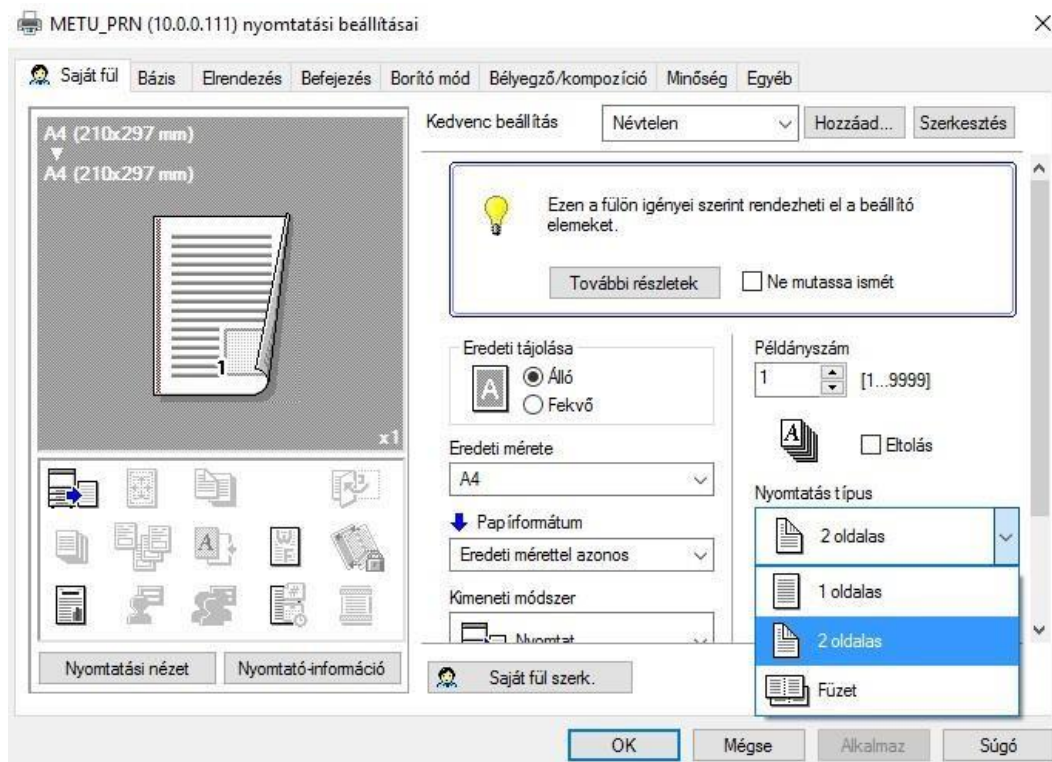 METU_PRN (10.0.0.111) nyomtatási beállításai
Saját fül Bázis Elrendezés Befejezés Borító mód Bélyegző/kompozíció Minőség Egyéb
A4 (210x297 mm)
A4 (210x297 mm)
1
x1
Nyomtatási nézet Nyomtató-információ
Kedvenc beállítás Névtelen Hozzáad... Szerkesztés
Ezen a fülön igényei szerint rendezheti el a beállító
elemeket.
További részletek Ne mutassa ismét
Eredeti tájolása
A
Álló
Fekvő
Eredeti mérete
A4
Papírformátum
Eredeti mérettel azonos
Kimeneti módszer
Nyomtat
Példányszám
1 [1...9999]
Eltolás
Nyomtatás típus
2 oldalas
1 oldalas
2 oldalas
Füzet
Saját fül szerk.
OK Mégse Alkalmaz Súgó